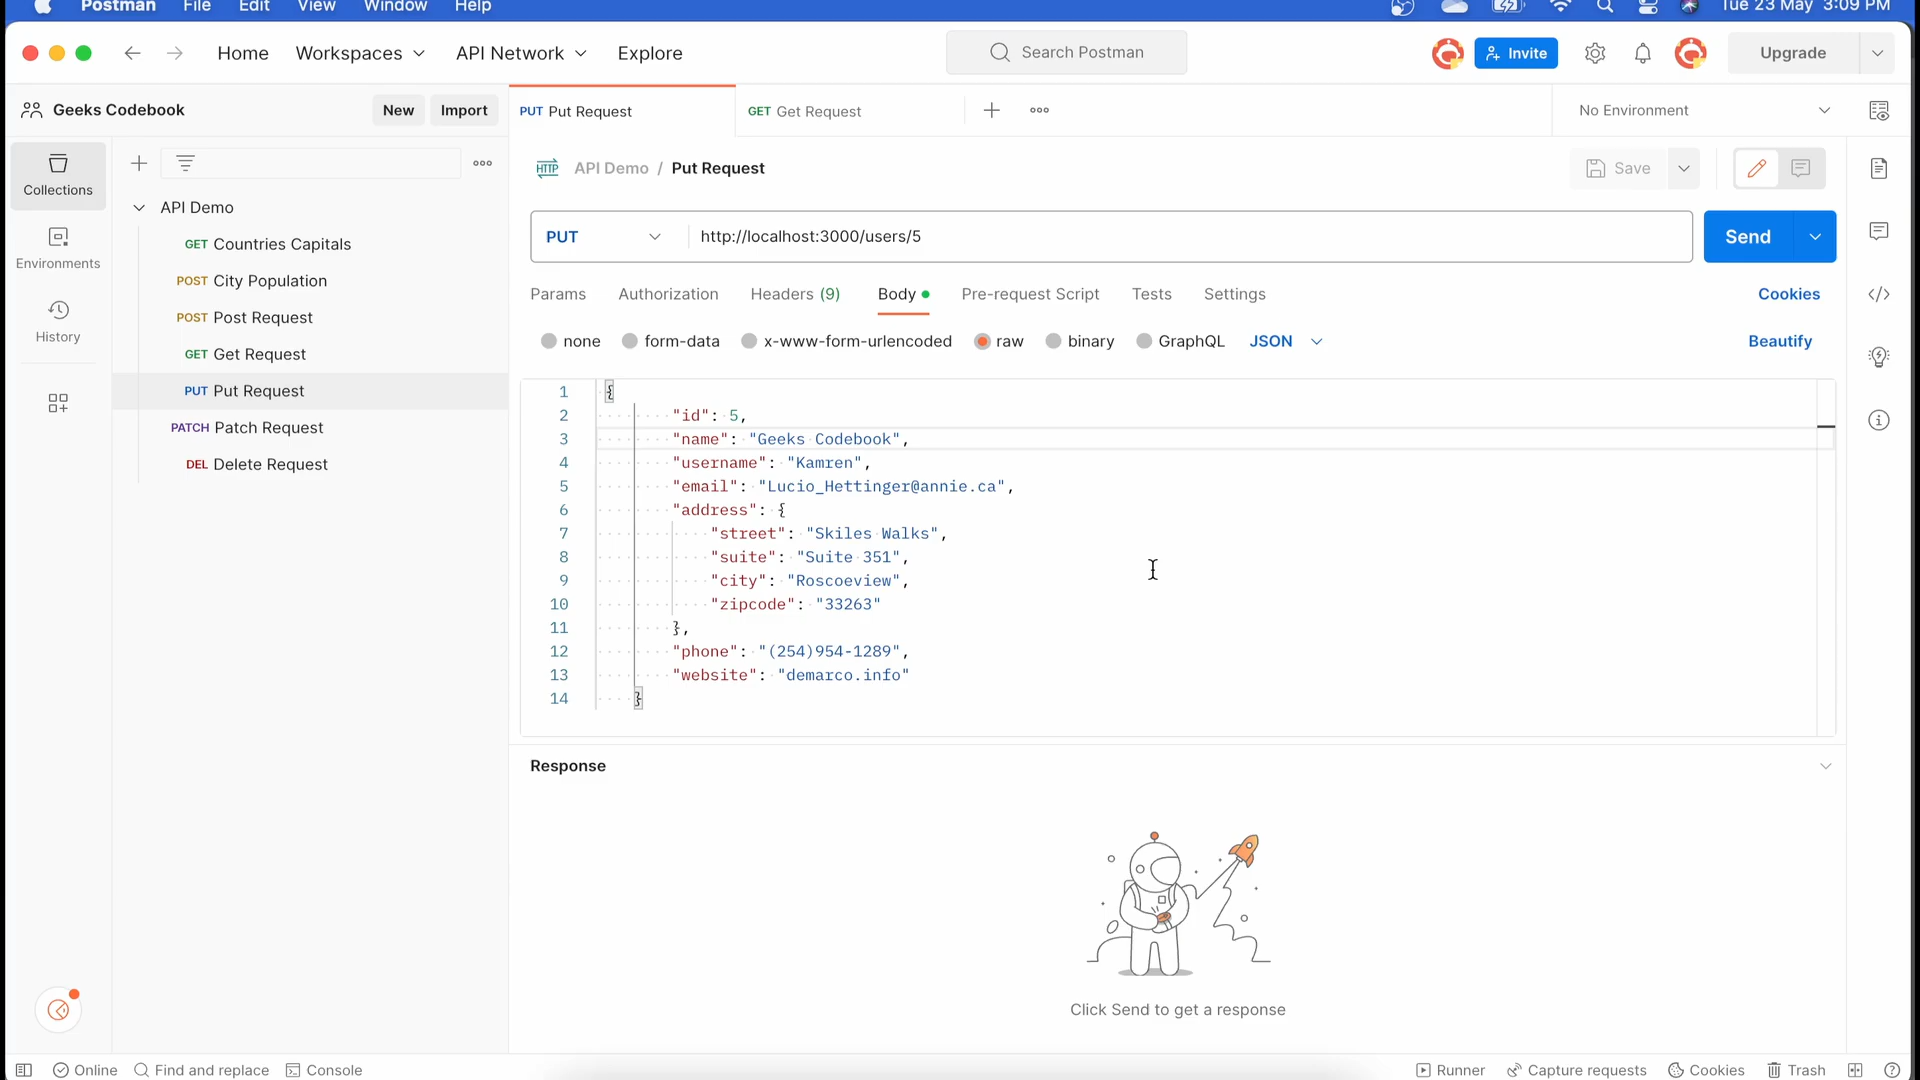 Postman File Edit View Window Help Tue 23 May 3:09 PM
Home Workspaces API Network Explore Search Postman Invite Upgrade
Geeks Codebook New Import PUT Put Request GET Get Request No Environment
Collections
Environments
History
API Demo
GET Countries Capitals
POST City Population
POST Post Request
GET Get Request
PUT Put Request
PATCH Patch Request
DEL Delete Request
HTTP API Demo / Put Request Save
PUT http://localhost:3000/users/5 Send
Params Authorization Headers (9) Body Pre-request Script Tests Settings Cookies
none form-data x-www-form-urlencoded raw binary GraphQL JSON Beautify
1 {
2 "id": 5,
3 "name": "Geeks Codebook",
4 "username": "Kamren",
5 "email": "Lucio_Hettinger@annie.ca",
6 "address": {
7 "street": "Skiles Walks",
8 "suite": "Suite 351",
9 "city": "Roscoeview",
10 "zipcode": "33263"
11 },
12 "phone": "(254)954-1289",
13 "website": "demarco.info"
14 }
Response
Click Send to get a response
Online Find and replace Console Runner Capture requests Cookies Trash